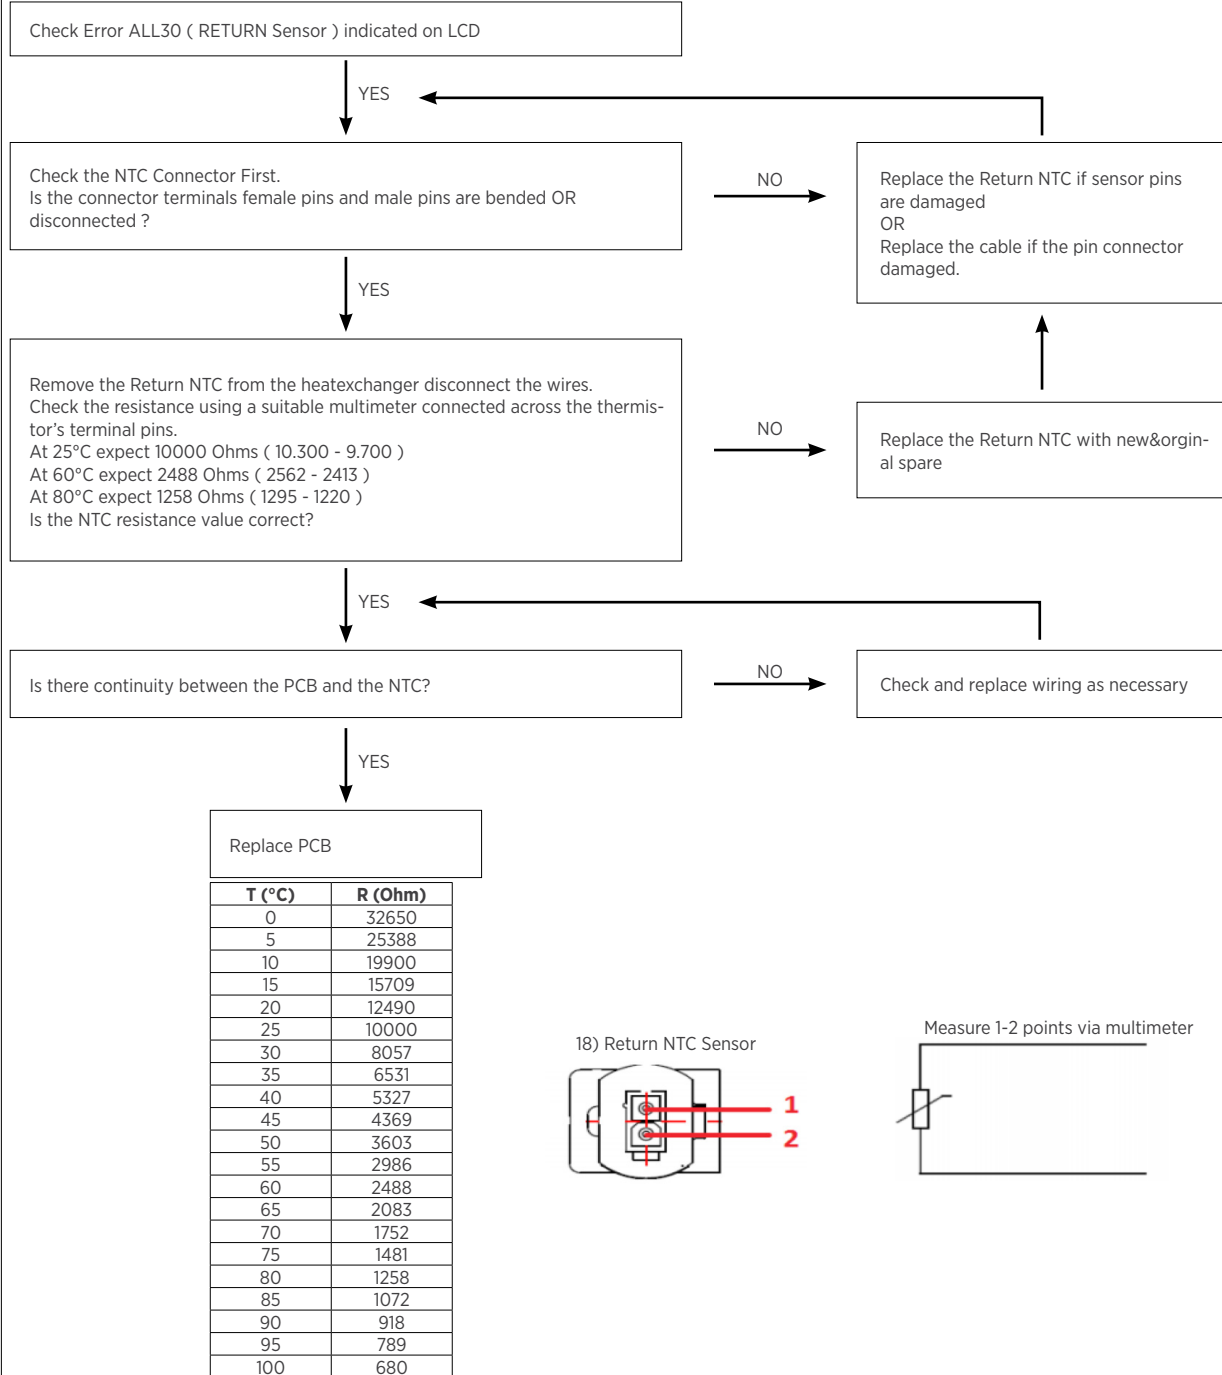 Check Error ALL30 ( RETURN Sensor ) indicated on LCD
YES
Check the NTC Connector First.
Is the connector terminals female pins and male pins are bended OR
disconnected ?
NO
Replace the Return NTC if sensor pins
are damaged
OR
Replace the cable if the pin connector
damaged.
YES
Remove the Return NTC from the heatexchanger disconnect the wires.
Check the resistance using a suitable multimeter connected across the thermis-
tor's terminal pins.
At 25°C expect 10000 Ohms ( 10.300 - 9.700 )
At 60°C expect 2488 Ohms ( 2562 - 2413 )
At 80°C expect 1258 Ohms ( 1295 - 1220 )
Is the NTC resistance value correct?
NO
Replace the Return NTC with new&orgin-
al spare
YES
Is there continuity between the PCB and the NTC?
NO
Check and replace wiring as necessary
YES
Replace PCB
T (°C) R (Ohm)
0 32650
5 25388
10 19900
15 15709
20 12490
25 10000
30 8057
35 6531
40 5327
45 4369
50 3603
55 2986
60 2488
65 2083
70 1752
75 1481
80 1258
85 1072
90 918
95 789
100 680
18) Return NTC Sensor
1
2
Measure 1-2 points via multimeter